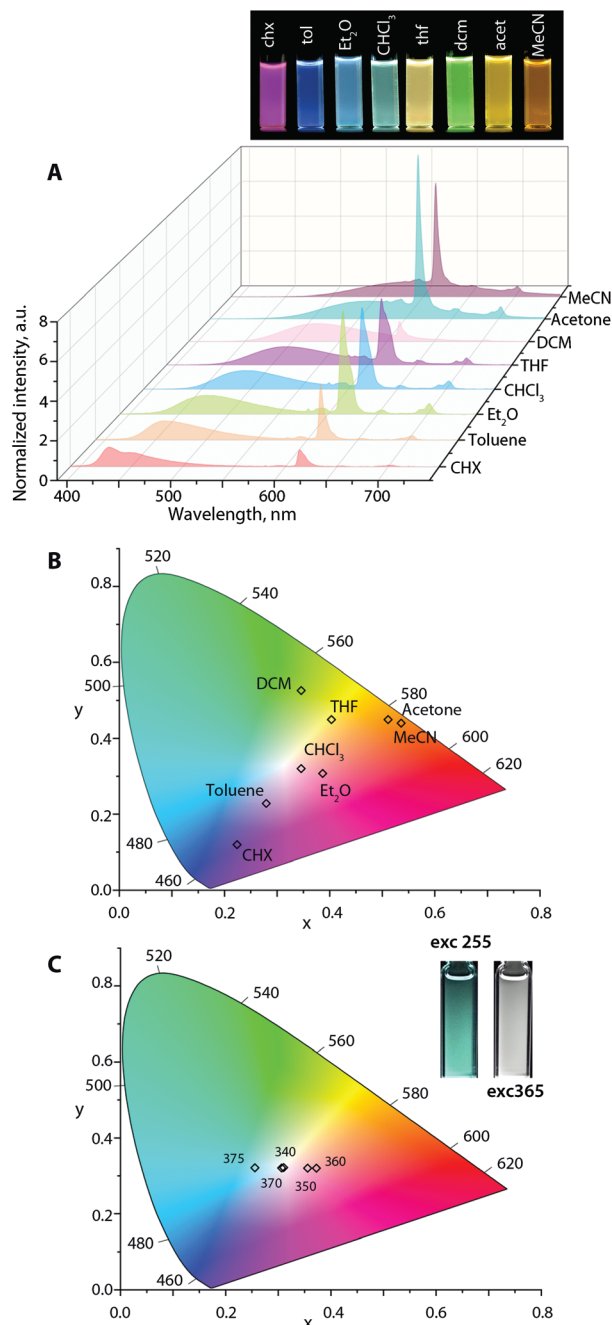 chx tol Et₂O CHCl₃ thf dcm acet MeCN
A
8
6
4
2
0
Normalized intensity, a.u.
400 500 600 700
Wavelength, nm
MeCN
Acetone
DCM
THF
CHCl₃
Et₂O
Toluene
CHX
B
520
540
560
580
600
620
500
480
460
0.8
0.6
0.4
0.2
0.0
y
DCM
THF
Acetone
MeCN
CHCl₃
Toluene
Et₂O
CHX
0.0 0.2 0.4 0.6 0.8
x
exc 255
C
exc365
520
540
560
580
600
620
500
480
460
0.8
0.6
0.4
0.2
0.0
y
375 340 360
370 350
0.0 0.2 0.4 0.6 0.8
x